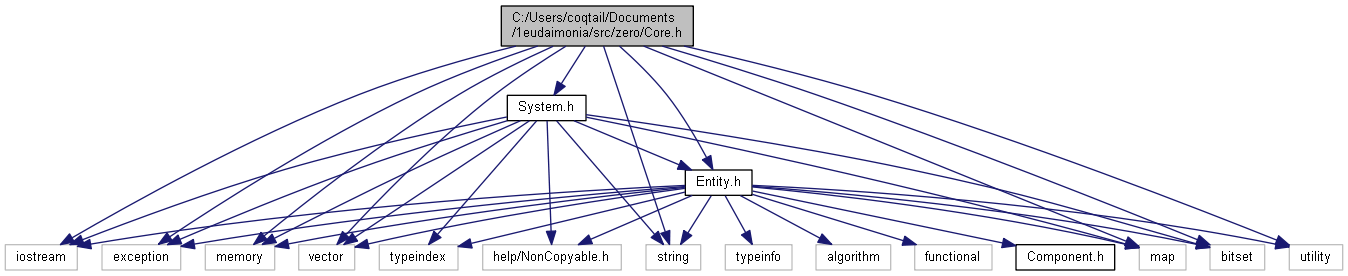 C:/Users/coqtail/Documents
/1eudaimonia/src/zero/Core.h
System.h
Entity.h
iostream
exception
memory
vector
typeindex
help/NonCopyable.h
string
typeinfo
algorithm
functional
Component.h
map
bitset
utility